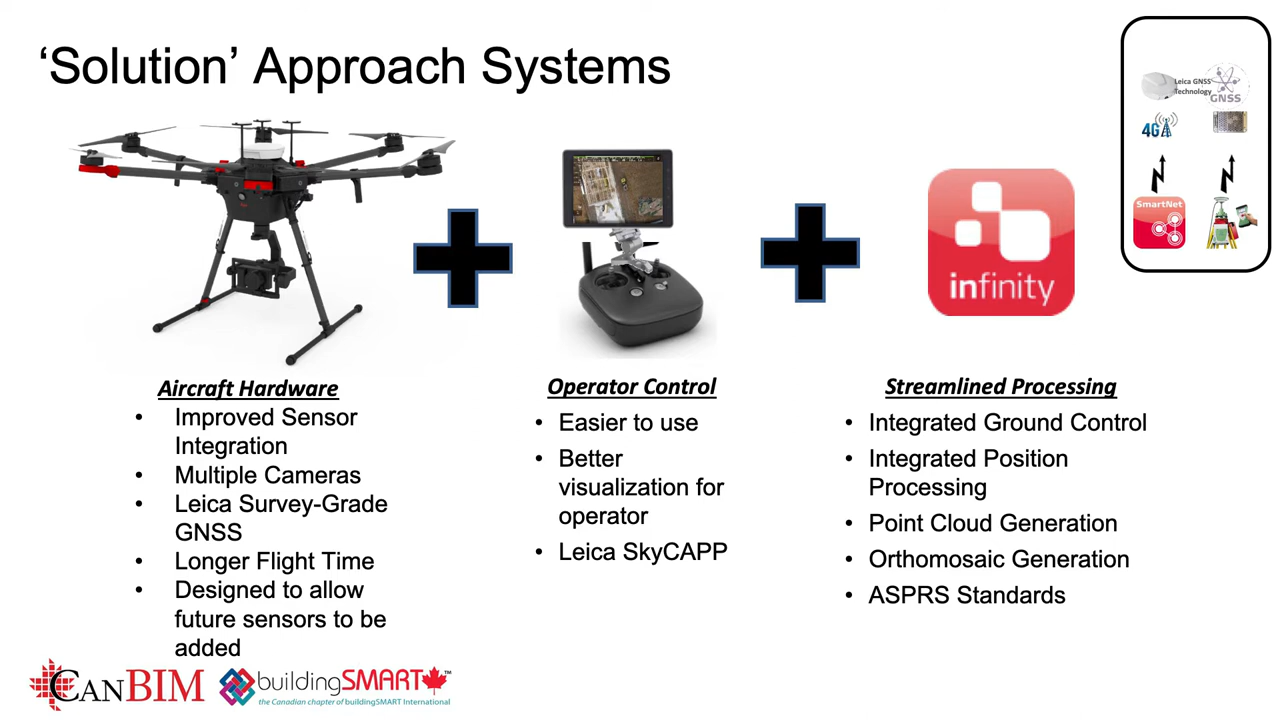 ‘Solution’ Approach Systems
Leica GNSS
Technology
GNSS
4G
SmartNet
infinity
Aircraft Hardware
• Improved Sensor
Integration
• Multiple Cameras
• Leica Survey-Grade
GNSS
• Longer Flight Time
• Designed to allow
future sensors to be
added
Operator Control
• Easier to use
• Better
visualization for
operator
• Leica SkyCAPP
Streamlined Processing
• Integrated Ground Control
• Integrated Position
Processing
• Point Cloud Generation
• Orthomosaic Generation
• ASPRS Standards
CANBIM
buildingSMART™
the Canadian chapter of buildingSMART International